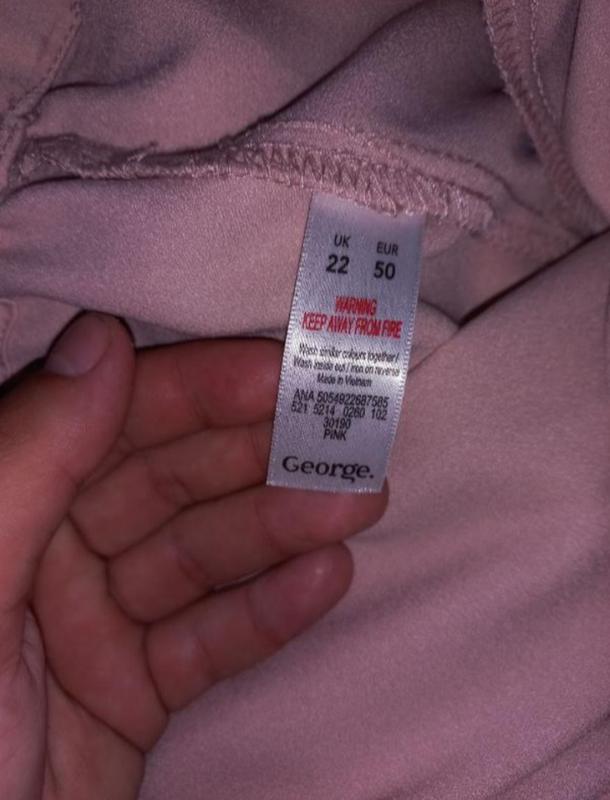 UK EUR
22 50
WARNING
KEEP AWAY FROM FIRE
Wash similar colours together/
Wash inside out / iron on reverse
Made in Vietnam
ANA 5054922687585
521 5214 0260 102
30190
PINK
George.